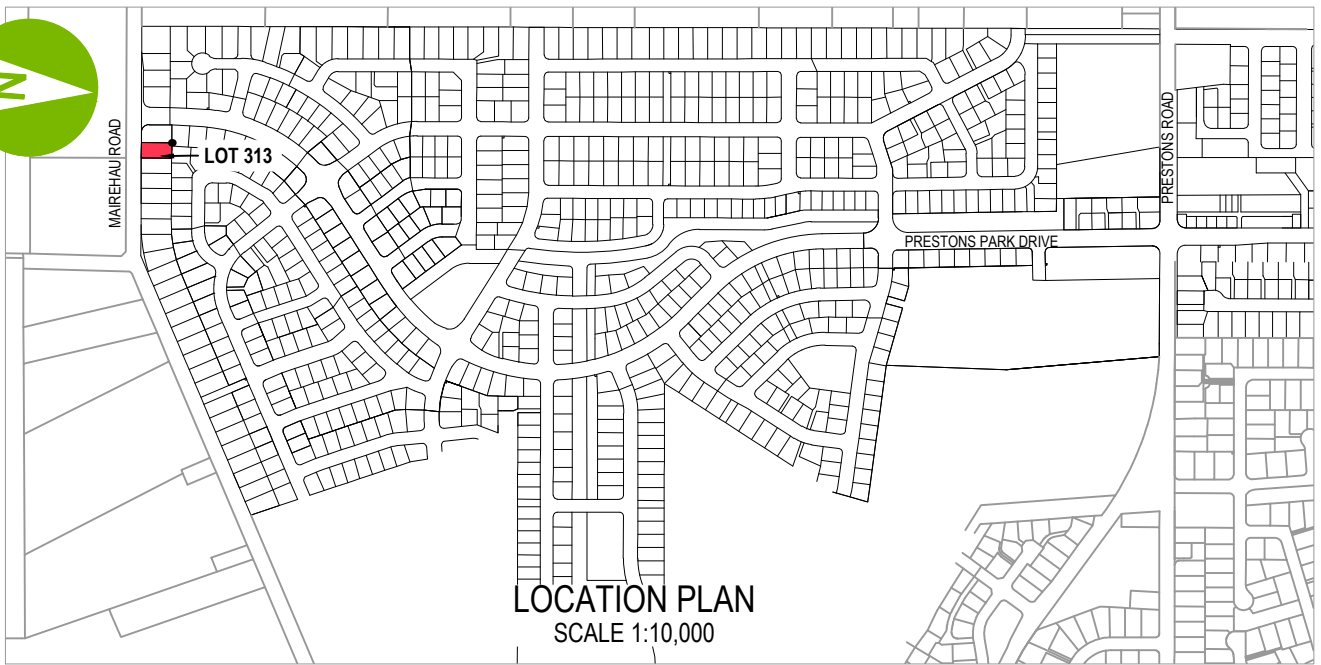 N
MAIREHAU ROAD
LOT 313
PRESTONS ROAD
PRESTONS PARK DRIVE
LOCATION PLAN
SCALE 1:10,000